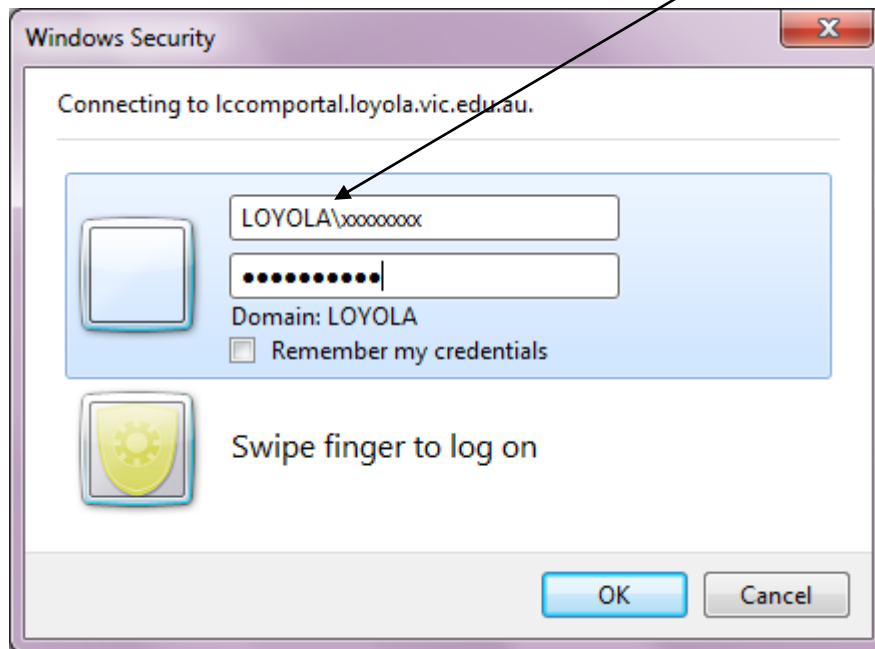 Windows Security
Connecting to lccomportal.loyola.vic.edu.au.
LOYOLA\xxxxxxxx
●●●●●●●●●●
Domain: LOYOLA
Remember my credentials
Swipe finger to log on
OK
Cancel